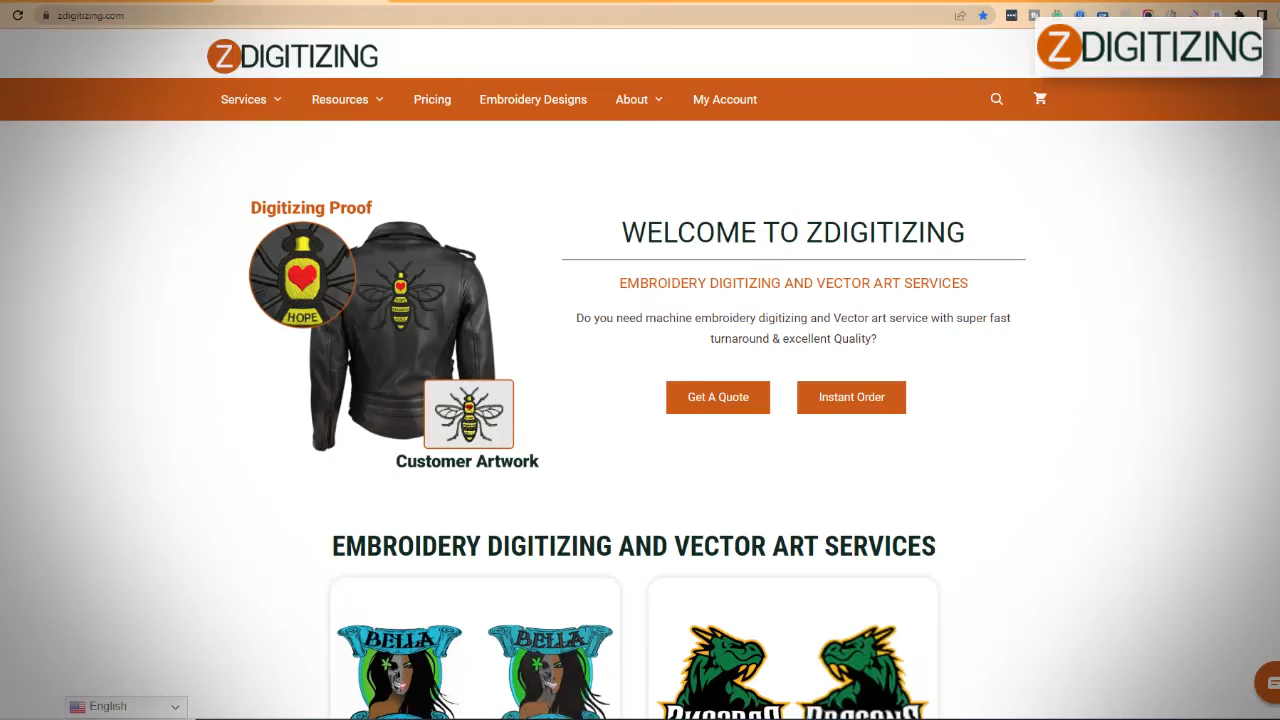 zdigitizing.com
ZDIGITIZING
ZDIGITIZING
Services
Resources
Pricing
Embroidery Designs
About
My Account
Digitizing Proof
HOPE
Customer Artwork
WELCOME TO ZDIGITIZING
EMBROIDERY DIGITIZING AND VECTOR ART SERVICES
Do you need machine embroidery digitizing and Vector art service with super fast
turnaround & excellent Quality?
Get A Quote
Instant Order
EMBROIDERY DIGITIZING AND VECTOR ART SERVICES
BELLA
BELLA
English